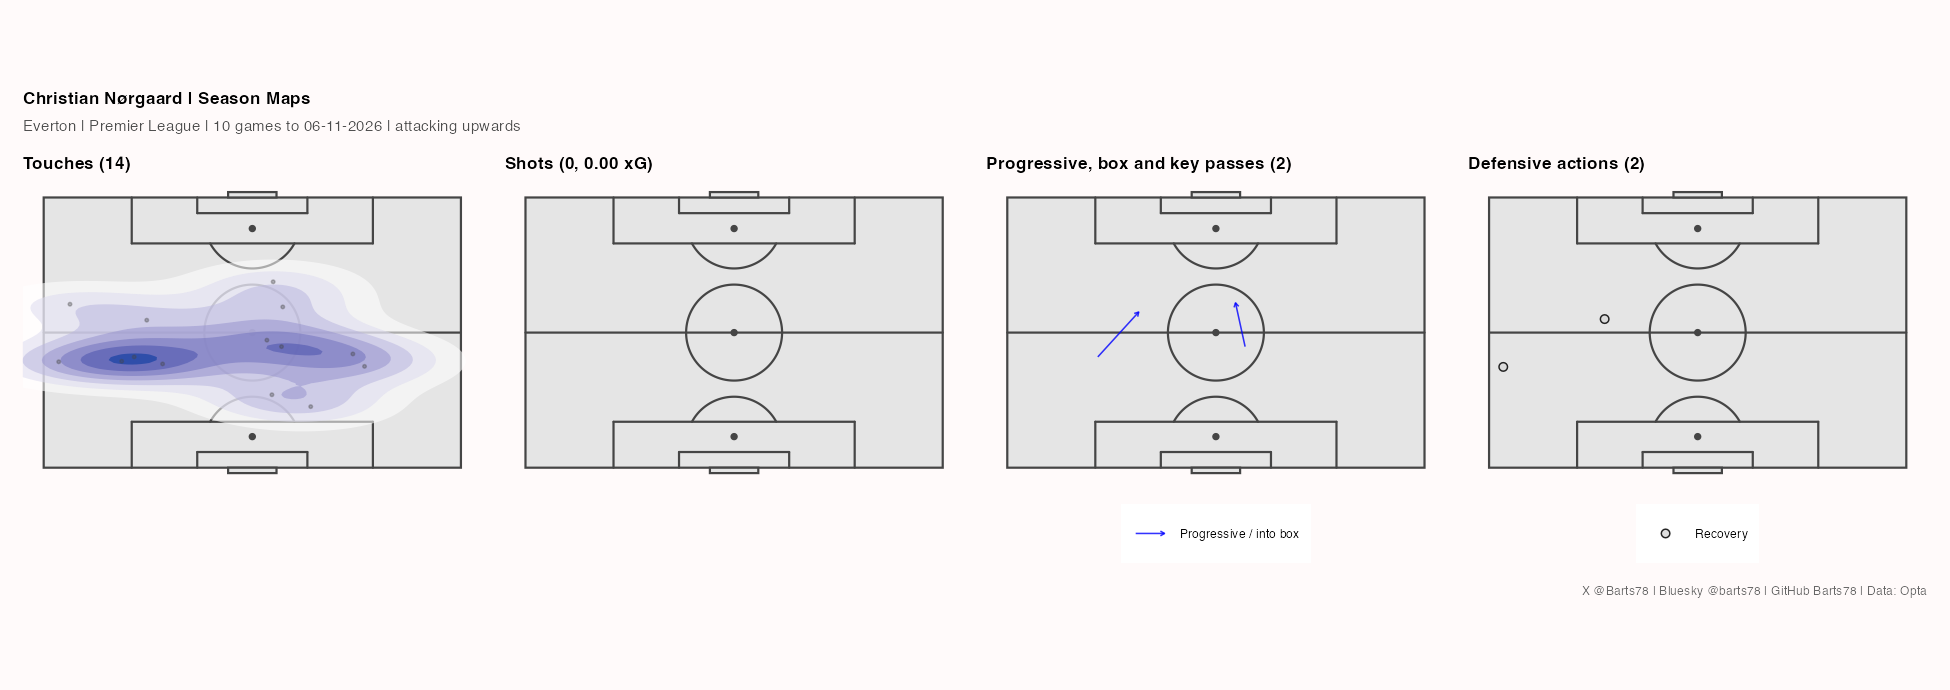 Christian Nørgaard | Season Maps
Everton | Premier League | 10 games to 06-11-2026 | attacking upwards
Touches (14)
Shots (0, 0.00 xG)
Progressive, box and key passes (2)
Defensive actions (2)
Progressive / into box
Recovery
X @Barts78 | Bluesky @barts78 | GitHub Barts78 | Data: Opta